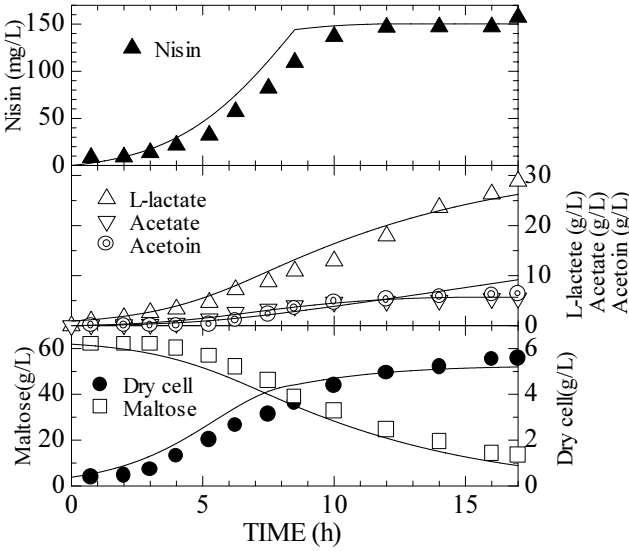 150
100
50
0
Nisin (mg/L)
Nisin
L-lactate
Acetate
Acetoin
30
20
10
0
L-lactete (g/L)
Acetate (g/L)
Acetoin (g/L)
60
40
20
0
Maltose(g/L)
Dry cell
Maltose
6
4
2
0
Dry cell(g/L)
0 5 10 15
TIME (h)